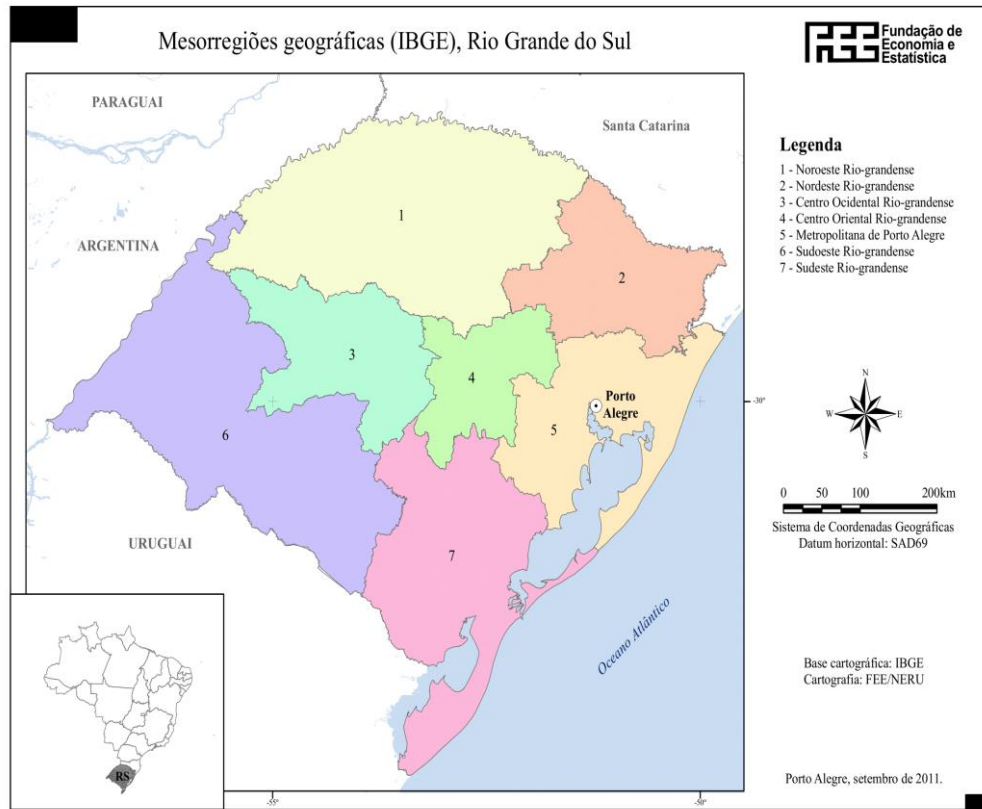 Mesorregiões geográficas (IBGE), Rio Grande do Sul
Fundação de
Economia e
Estatística
PARAGUAI
Santa Catarina
ARGENTINA
URUGUAI
1
2
3
4
5
6
7
Porto
Alegre
Oceano Atlântico
-30°
-55°
-50°
RS
Legenda
1 - Noroeste Rio-grandense
2 - Nordeste Rio-grandense
3 - Centro Ocidental Rio-grandense
4 - Centro Oriental Rio-grandense
5 - Metropolitana de Porto Alegre
6 - Sudoeste Rio-grandense
7 - Sudeste Rio-grandense
N
W E
S
0 50 100 200km
Sistema de Coordenadas Geográficas
Datum horizontal: SAD69
Base cartográfica: IBGE
Cartografia: FEE/NERU
Porto Alegre, setembro de 2011.